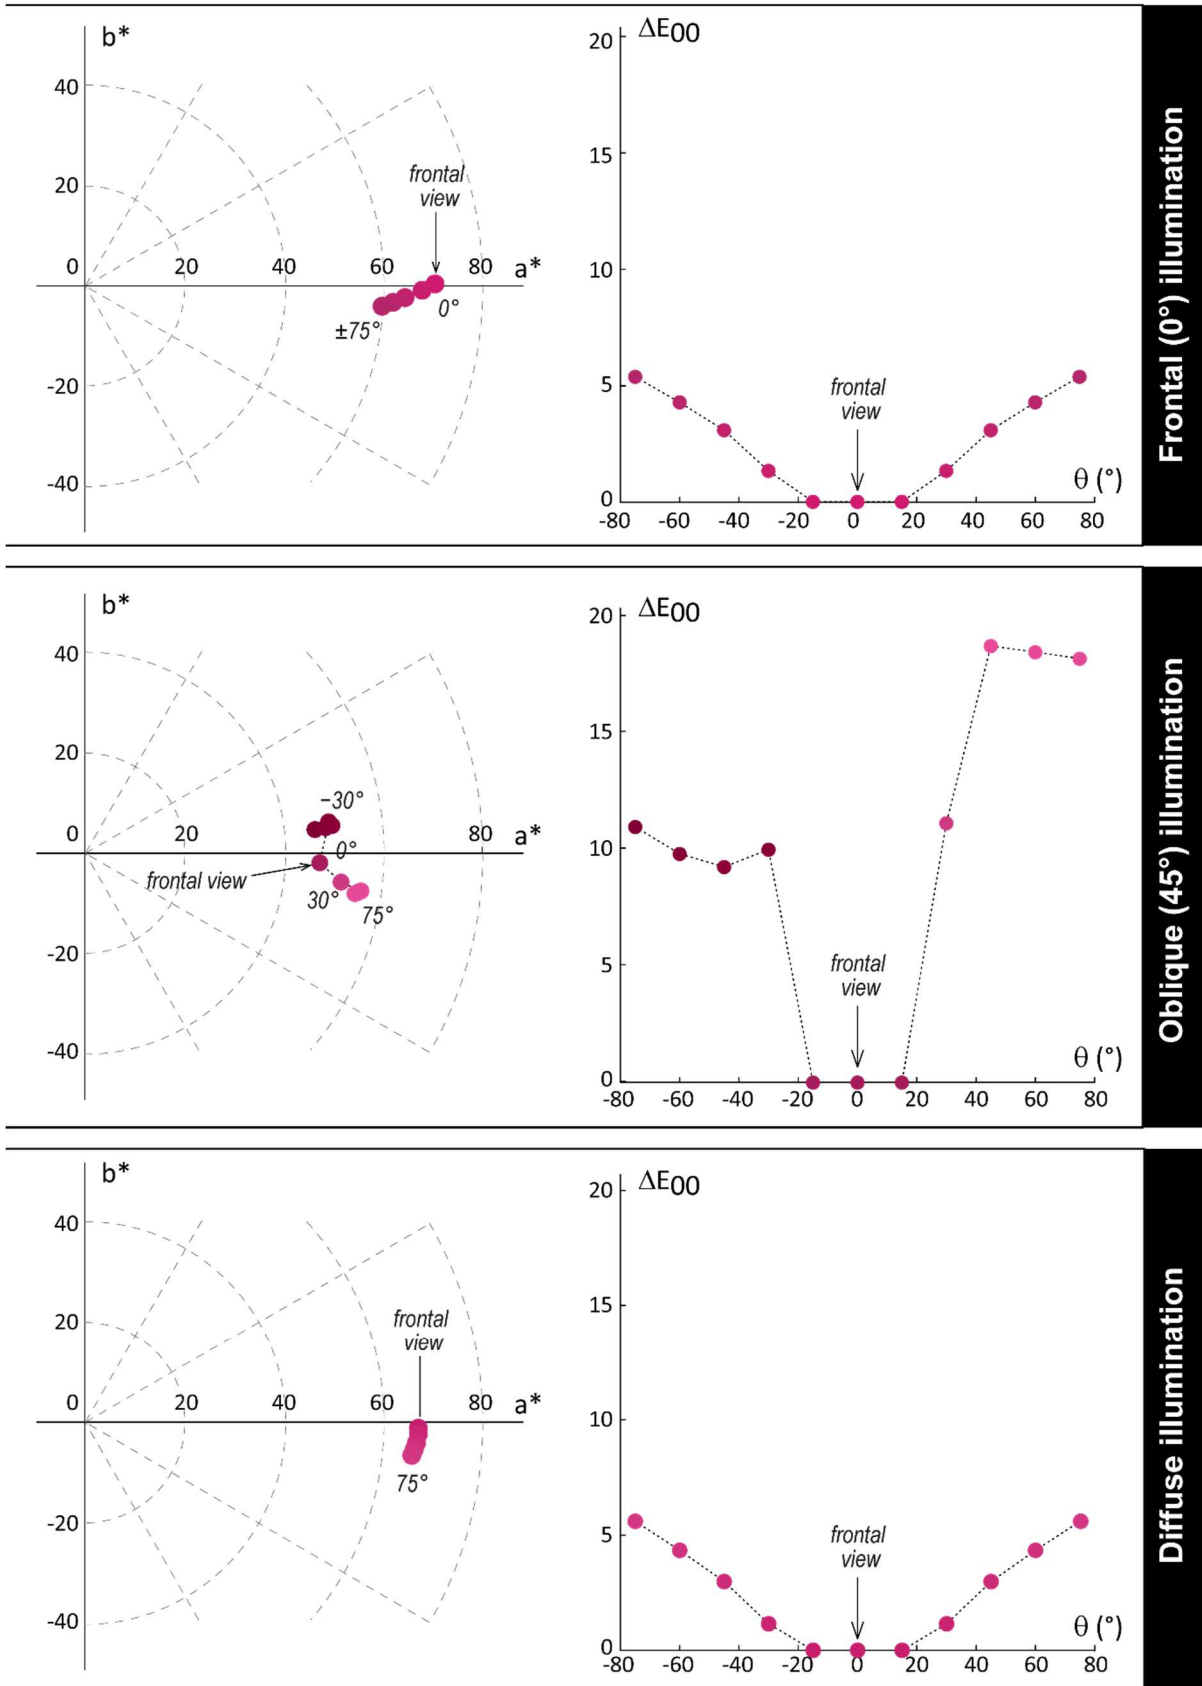 b*
40
20
0
20
40
60
80
a*
-20
-40
frontal
view
0°
±75°
ΔE00
20
15
10
5
0
frontal
view
θ (°)
-80 -60 -40 -20 0 20 40 60 80
Frontal (0°) illumination
b*
40
20
0
20
80
a*
-20
-40
−30°
0°
frontal view
30°
75°
ΔE00
20
15
10
5
0
frontal
view
θ (°)
-80 -60 -40 -20 0 20 40 60 80
Oblique (45°) illumination
b*
40
20
0
20
40
60
80
a*
-20
-40
frontal
view
75°
ΔE00
20
15
10
5
0
frontal
view
θ (°)
-80 -60 -40 -20 0 20 40 60 80
Diffuse illumination